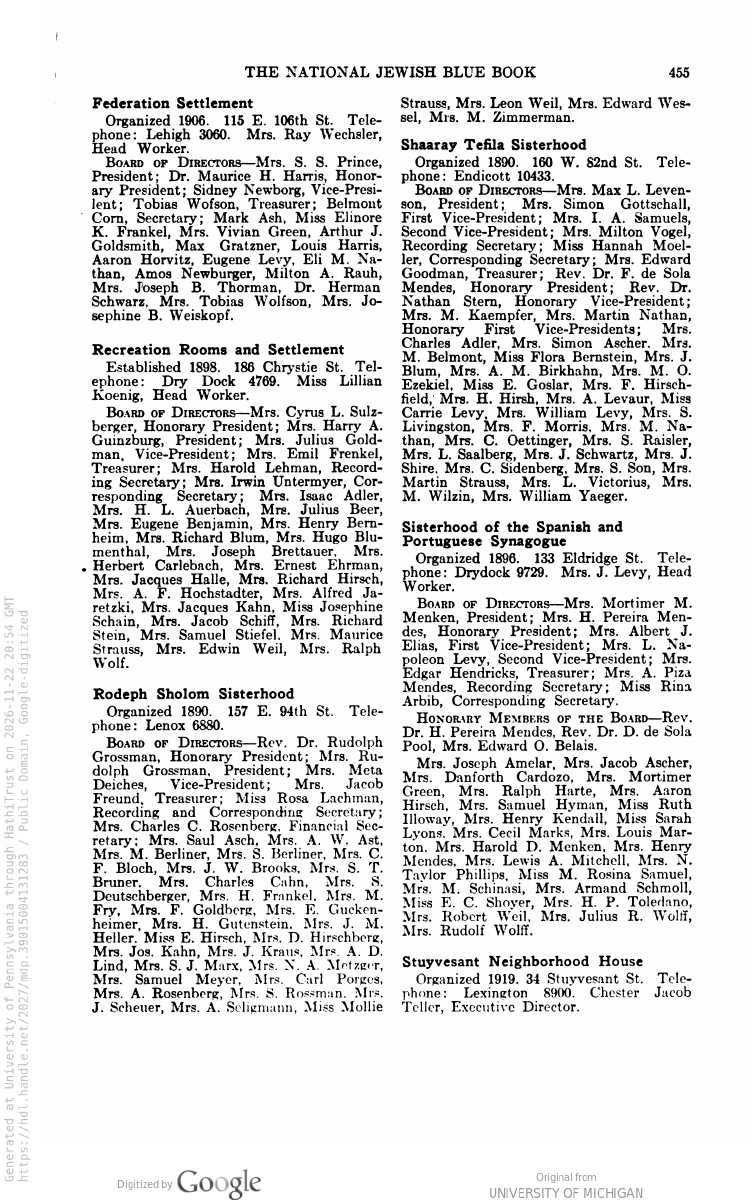 THE NATIONAL JEWISH BLUE BOOK 455
Federation Settlement
Organized 1906. 115 E. 106th St. Tele-
phone: Lehigh 3060. Mrs. Ray Wechsler,
Head Worker.
BOARD OF DIRECTORS—Mrs. S. S. Prince,
President; Dr. Maurice H. Harris, Honor-
ary President; Sidney Newborg, Vice-Presi-
lent; Tobias Wofson, Treasurer; Belmont
Corn, Secretary; Mark Ash, Miss Elinore
K. Frankel, Mrs. Vivian Green, Arthur J.
Goldsmith, Max Gratzner, Louis Harris,
Aaron Horvitz, Eugene Levy, Eli M. Na-
than, Amos Newburger, Milton A. Rauh,
Mrs. Joseph B. Thorman, Dr. Herman
Schwarz, Mrs. Tobias Wolfson, Mrs. Jo-
sephine B. Weiskopf.
Recreation Rooms and Settlement
Established 1898. 186 Chrystie St. Tel-
ephone: Dry Dock 4769. Miss Lillian
Koenig, Head Worker.
BOARD OF DIRECTORS—Mrs. Cyrus L. Sulz-
berger, Honorary President; Mrs. Harry A.
Guinzburg, President; Mrs. Julius Gold-
man, Vice-President; Mrs. Emil Frenkel,
Treasurer; Mrs. Harold Lehman, Record-
ing Secretary; Mrs. Irwin Untermyer, Cor-
responding Secretary; Mrs. Isaac Adler,
Mrs. H. L. Auerbach, Mrs. Julius Beer,
Mrs. Eugene Benjamin, Mrs. Henry Bern-
heim, Mrs. Richard Blum, Mrs. Hugo Blu-
menthal, Mrs. Joseph Brettauer, Mrs.
Herbert Carlebach, Mrs. Ernest Ehrman,
Mrs. Jacques Halle, Mrs. Richard Hirsch,
Mrs. A. F. Hochstadter, Mrs. Alfred Ja-
retzki, Mrs. Jacques Kahn, Miss Josephine
Schain, Mrs. Jacob Schiff, Mrs. Richard
Stein, Mrs. Samuel Stiefel, Mrs. Maurice
Strauss, Mrs. Edwin Weil, Mrs. Ralph
Wolf.
Rodeph Sholom Sisterhood
Organized 1890. 157 E. 94th St. Tele-
phone: Lenox 6880.
BOARD OF DIRECTORS—Rev. Dr. Rudolph
Grossman, Honorary President; Mrs. Ru-
dolph Grossman, President; Mrs. Meta
Deiches, Vice-President; Mrs. Jacob
Freund, Treasurer; Miss Rosa Lachman,
Recording and Corresponding Secretary;
Mrs. Charles C. Rosenberg, Financial Sec-
retary; Mrs. Saul Asch, Mrs. A. W. Ast,
Mrs. M. Berliner, Mrs. S. Berliner, Mrs. C.
F. Bloch, Mrs. J. W. Brooks, Mrs. S. T.
Bruner, Mrs. Charles Cahn, Mrs. S.
Deutschberger, Mrs. H. Frankel, Mrs. M.
Fry, Mrs. F. Goldberg, Mrs. E. Gucken-
heimer, Mrs. H. Gutenstein, Mrs. J. M.
Heller, Miss E. Hirsch, Mrs. D. Hirschberg,
Mrs. Jos. Kahn, Mrs. J. Kraus, Mrs. A. D.
Lind, Mrs. S. J. Marx, Mrs. N. A. Metzger,
Mrs. Samuel Meyer, Mrs. Carl Porges,
Mrs. A. Rosenberg, Mrs. S. Rossman, Mrs.
J. Scheuer, Mrs. A. Seligmann, Miss Mollie
Strauss, Mrs. Leon Weil, Mrs. Edward Wes-
sel, Mrs. M. Zimmerman.
Shaaray Tefila Sisterhood
Organized 1890. 160 W. 82nd St. Tele-
phone: Endicott 10433.
BOARD OF DIRECTORS—Mrs. Max L. Leven-
son, President; Mrs. Simon Gottschall,
First Vice-President; Mrs. I. A. Samuels,
Second Vice-President; Mrs. Milton Vogel,
Recording Secretary; Miss Hannah Moel-
ler, Corresponding Secretary; Mrs. Edward
Goodman, Treasurer; Rev. Dr. F. de Sola
Mendes, Honorary President; Rev. Dr.
Nathan Stern, Honorary Vice-President;
Mrs. M. Kaempfer, Mrs. Martin Nathan,
Honorary First Vice-Presidents; Mrs.
Charles Adler, Mrs. Simon Ascher, Mrs.
M. Belmont, Miss Flora Bernstein, Mrs. J.
Blum, Mrs. A. M. Birkhahn, Mrs. M. O.
Ezekiel, Miss E. Goslar, Mrs. F. Hirsch-
field, Mrs. H. Hirsh, Mrs. A. Levaur, Miss
Carrie Levy, Mrs. William Levy, Mrs. S.
Livingston, Mrs. F. Morris, Mrs. M. Na-
than, Mrs. C. Oettinger, Mrs. S. Raisler,
Mrs. L. Saalberg, Mrs. J. Schwartz, Mrs. J.
Shire, Mrs. C. Sidenberg, Mrs. S. Son, Mrs.
Martin Strauss, Mrs. L. Victorius, Mrs.
M. Wilzin, Mrs. William Yaeger.
Sisterhood of the Spanish and
Portuguese Synagogue
Organized 1896. 133 Eldridge St. Tele-
phone: Drydock 9729. Mrs. J. Levy, Head
Worker.
BOARD OF DIRECTORS—Mrs. Mortimer M.
Menken, President; Mrs. H. Pereira Men-
des, Honorary President; Mrs. Albert J.
Elias, First Vice-President; Mrs. L. Na-
poleon Levy, Second Vice-President; Mrs.
Edgar Hendricks, Treasurer; Mrs. A. Piza
Mendes, Recording Secretary; Miss Rina
Arbib, Corresponding Secretary.
HONORARY MEMBERS OF THE BOARD—Rev.
Dr. H. Pereira Mendes, Rev. Dr. D. de Sola
Pool, Mrs. Edward O. Belais.
Mrs. Joseph Amelar, Mrs. Jacob Ascher,
Mrs. Danforth Cardozo, Mrs. Mortimer
Green, Mrs. Ralph Harte, Mrs. Aaron
Hirsch, Mrs. Samuel Hyman, Miss Ruth
Illoway, Mrs. Henry Kendall, Miss Sarah
Lyons, Mrs. Cecil Marks, Mrs. Louis Mar-
ton, Mrs. Harold D. Menken, Mrs. Henry
Mendes, Mrs. Lewis A. Mitchell, Mrs. N.
Taylor Phillips, Miss M. Rosina Samuel,
Mrs. M. Schinasi, Mrs. Armand Schmoll,
Miss E. C. Shoyer, Mrs. H. P. Toledano,
Mrs. Robert Weil, Mrs. Julius R. Wolff,
Mrs. Rudolf Wolff.
Stuyvesant Neighborhood House
Organized 1919. 34 Stuyvesant St. Tele-
phone: Lexington 8900. Chester Jacob
Teller, Executive Director.
Generated at University of Pennsylvania through HathiTrust on 2026-11-22 20:54 GMT
https://hdl.handle.net/2027/mdp.39015004131283 / Public Domain, Google-digitized
Digitized by Google
Original from
UNIVERSITY OF MICHIGAN